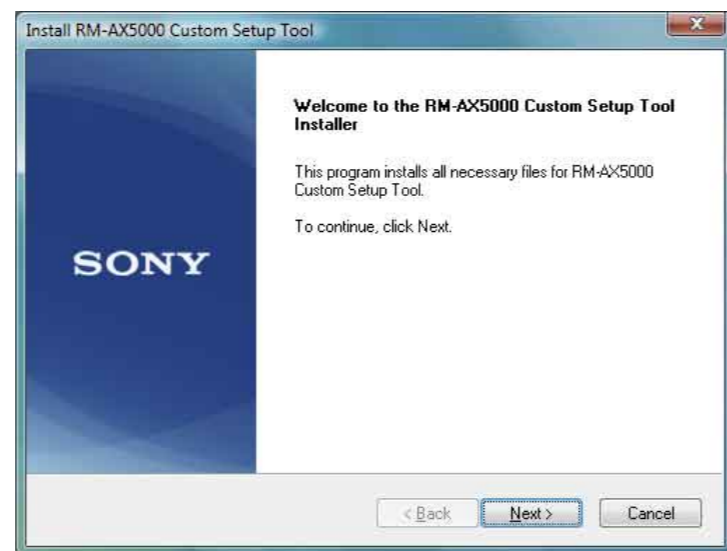 Install RM-AX5000 Custom Setup Tool
Welcome to the RM-AX5000 Custom Setup Tool
Installer
This program installs all necessary files for RM-AX5000
Custom Setup Tool.
To continue, click Next.
SONY
< Back Next > Cancel